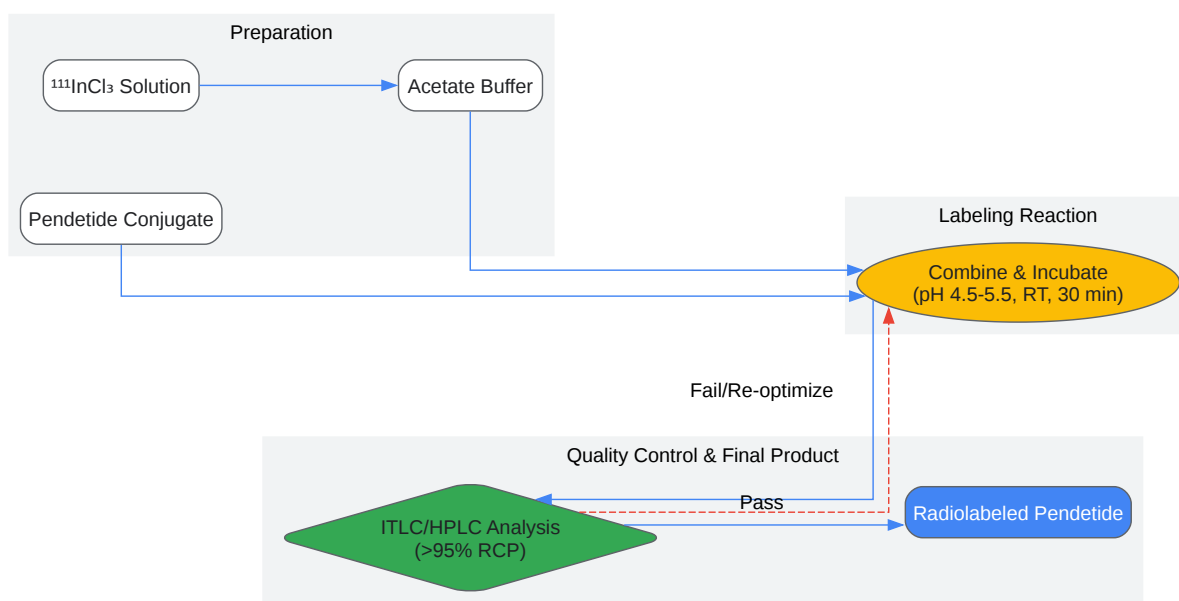 Preparation
¹¹¹InCl₃ Solution
Acetate Buffer
Pendetide Conjugate
Labeling Reaction
Combine & Incubate
(pH 4.5-5.5, RT, 30 min)
Fail/Re-optimize
Quality Control & Final Product
Pass
ITLC/HPLC Analysis
(>95% RCP)
Radiolabeled Pendetide